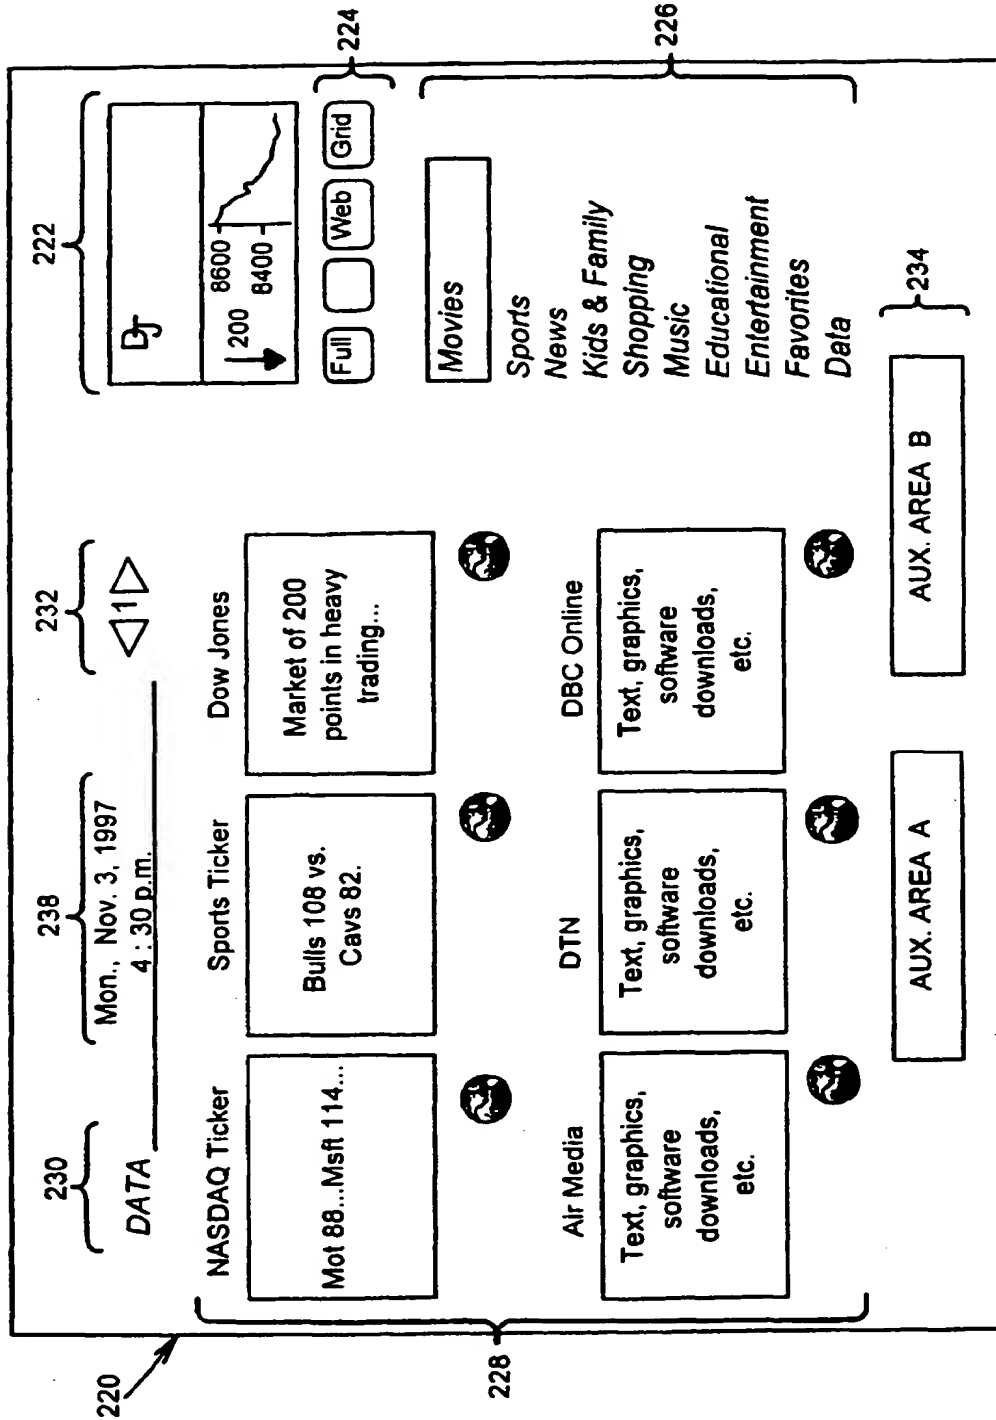 230
238
232
222
DATA
Mon., Nov. 3, 1997
4 : 30 p.m.
1
DJ
200
8600
8400
220
224
Full
Web
Grid
NASDAQ Ticker
Sports Ticker
Dow Jones
Mot 88...Msft 114...
Bulls 108 vs.
Cavs 82.
Market of 200
points in heavy
trading...
228
226
Movies
Sports
News
Kids & Family
Shopping
Music
Educational
Entertainment
Favorites
Data
Air Media
DTN
DBC Online
Text, graphics,
software
downloads,
etc.
Text, graphics,
software
downloads,
etc.
Text, graphics,
software
downloads,
etc.
AUX. AREA A
AUX. AREA B
234